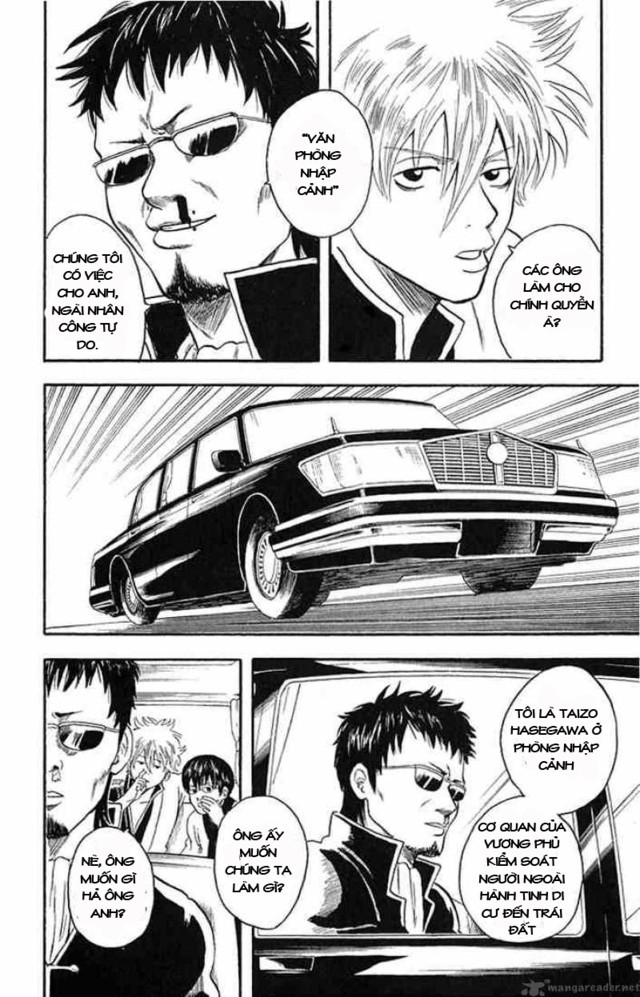 "VĂN
PHÒNG
NHẬP
CẢNH"
CÁC ÔNG
LÀM CHO
CHÍNH QUYỀN
À?
CHÚNG TÔI
CÓ VIỆC
CHO ANH,
NGÀI NHÂN
CÔNG TỰ
DO.
TÔI LÀ TAIZO
HASEGAWA Ở
PHÒNG NHẬP
CẢNH
CƠ QUAN CỦA
VƯƠNG PHỦ
KIỂM SOÁT
NGƯỜI NGOÀI
HÀNH TINH DI
CƯ ĐẾN TRÁI
ĐẤT
ÔNG ẤY
MUỐN
CHÚNG TA
LÀM GÌ?
NÈ, ÔNG
MUỐN GÌ
HẢ ÔNG
ANH?
mangareader.net